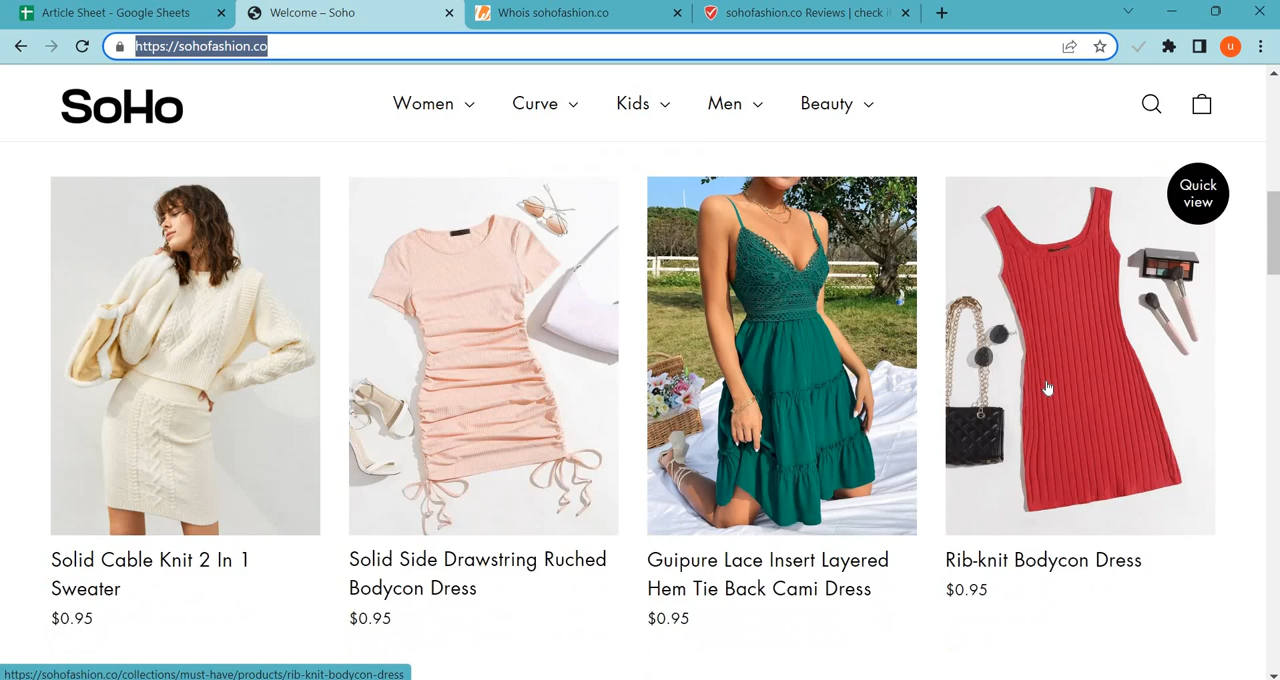 Article Sheet - Google Sheets
Welcome – Soho
Whois sohofashion.co
sohofashion.co Reviews | check i
https://sohofashion.co
u
SoHo
Women
Curve
Kids
Men
Beauty
Quick
view
Solid Cable Knit 2 In 1
Sweater
$0.95
Solid Side Drawstring Ruched
Bodycon Dress
$0.95
Guipure Lace Insert Layered
Hem Tie Back Cami Dress
$0.95
Rib-knit Bodycon Dress
$0.95
https://sohofashion.co/collections/must-have/products/rib-knit-bodycon-dress